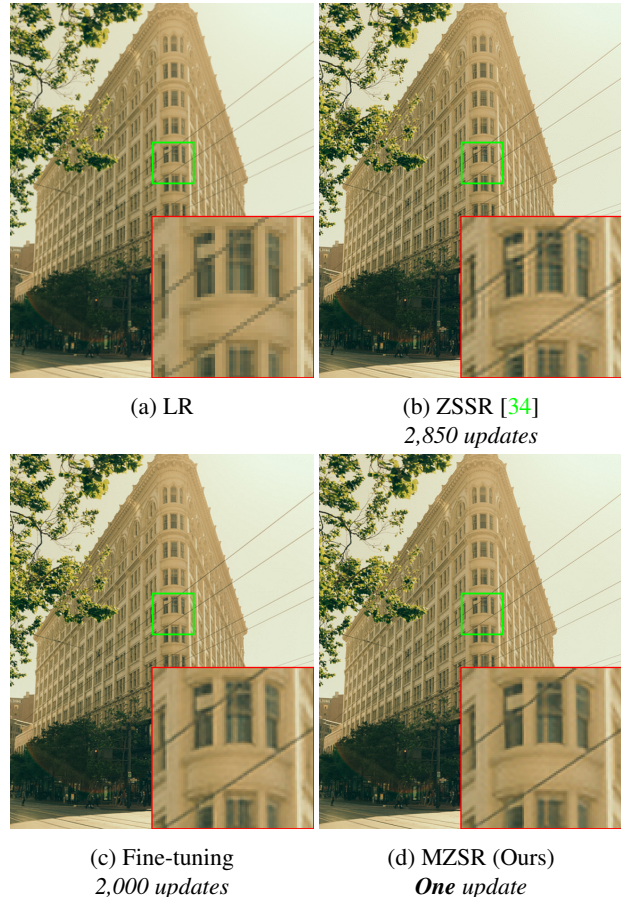 (a) LR
(b) ZSSR [34]
2,850 updates
(c) Fine-tuning
2,000 updates
(d) MZSR (Ours)
One update